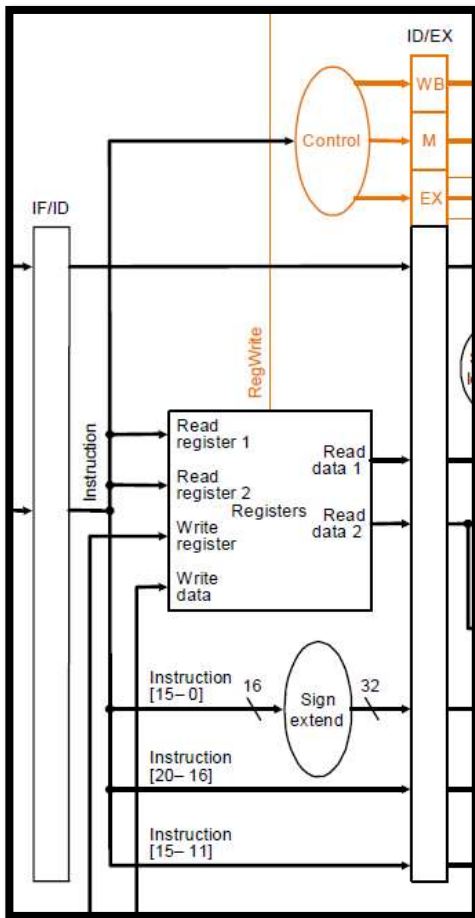 ID/EX
WB
Control
M
EX
IF/ID
RegWrite
Instruction
Read
register 1
Read
data 1
Read
register 2
Registers
Read
data 2
Write
register
Write
data
Instruction
[15– 0]
16
Sign
extend
32
Instruction
[20– 16]
Instruction
[15– 11]